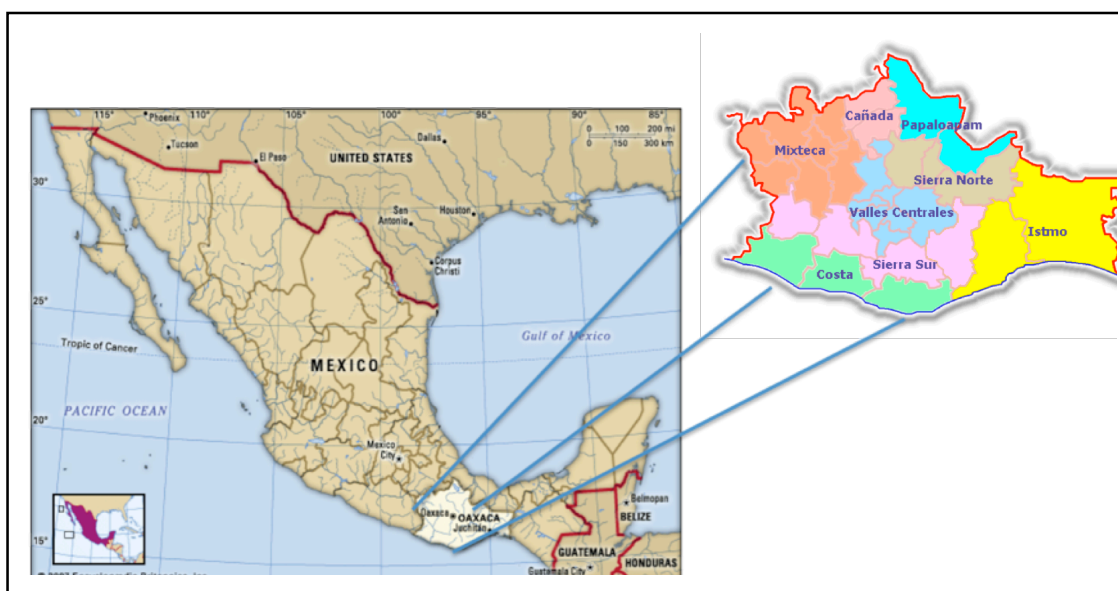 115°
110°
105°
100°
95°
90°
85°
Phoenix
Tucson
El Paso
Dallas
0 100 200 mi
0 150 300 km
UNITED STATES
30°
San
Antonio
Houston
Corpus
Christi
25°
Gulf of Mexico
Tropic of Cancer
MEXICO
PACIFIC OCEAN
20°
Mexico
City
Oaxaca
OAXACA
Juchitán
Belmopan
BELIZE
15°
GUATEMALA
Guatemala City
HONDURAS
Cañada
Papaloapam
Mixteca
Sierra Norte
Valles Centrales
Istmo
Costa
Sierra Sur